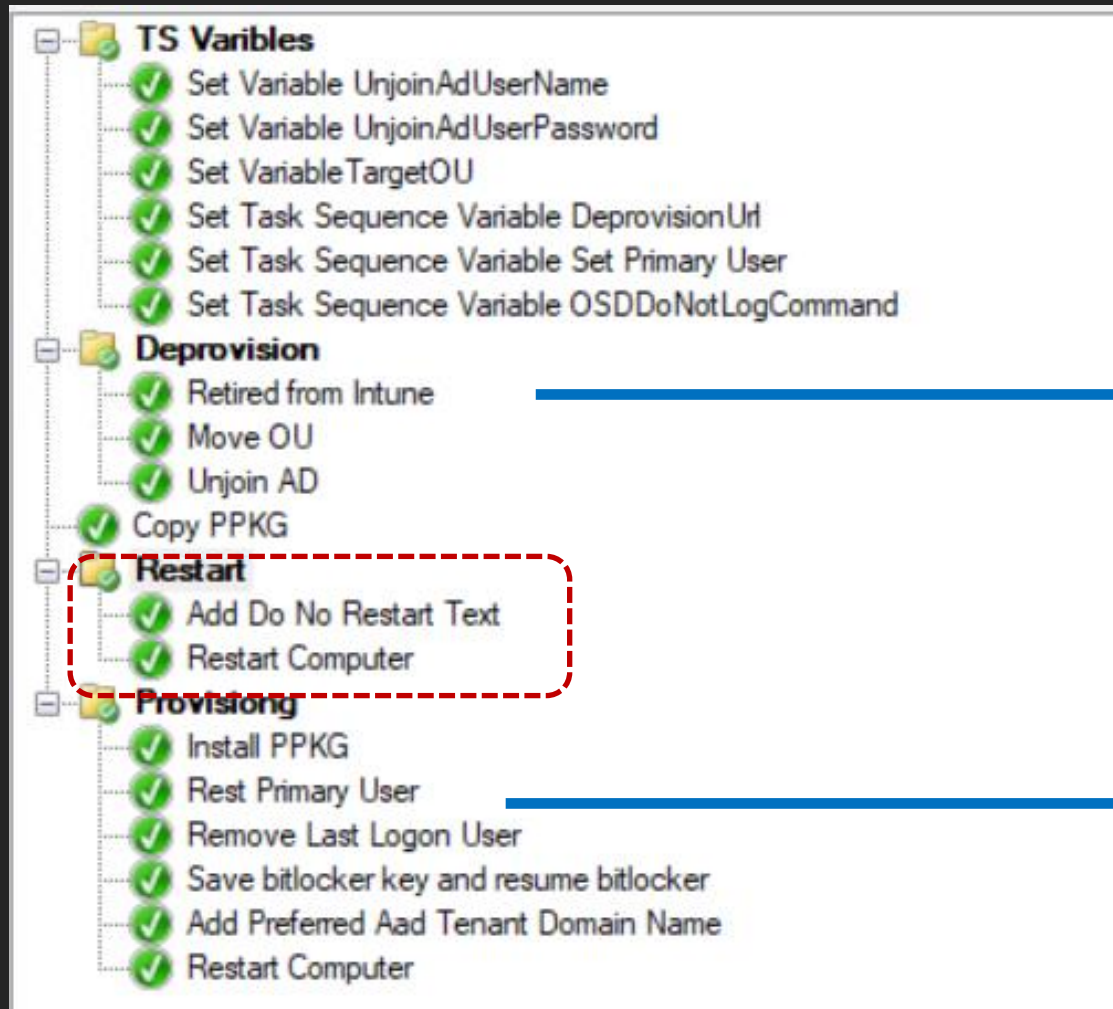 TS Varibles
Set Variable UnjoinAdUserName
Set Variable UnjoinAdUserPassword
Set VariableTargetOU
Set Task Sequence Variable DeprovisionUrl
Set Task Sequence Variable Set Primary User
Set Task Sequence Variable OSDDoNotLogCommand
Deprovision
Retired from Intune
Move OU
Unjoin AD
Copy PPKG
Restart
Add Do No Restart Text
Restart Computer
Provisiong
Install PPKG
Rest Primary User
Remove Last Logon User
Save bitlocker key and resume bitlocker
Add Preferred Aad Tenant Domain Name
Restart Computer